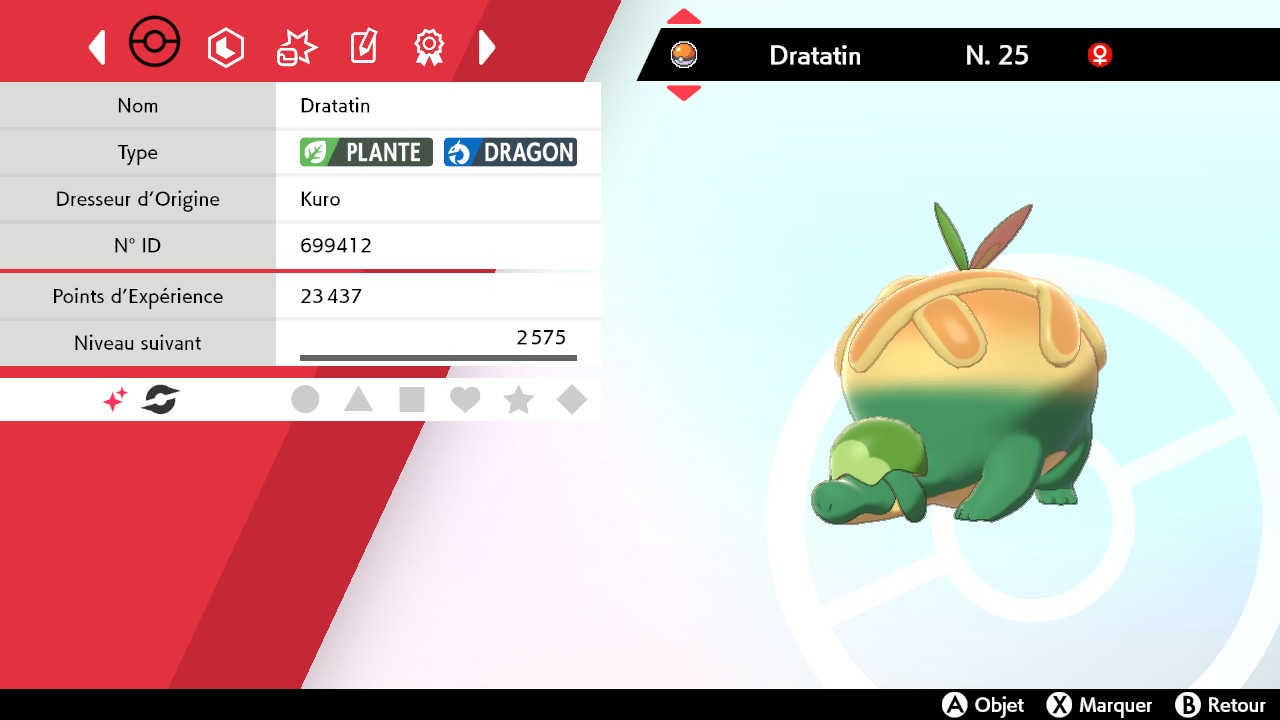 Dratatin N. 25
Nom Dratatin
Type PLANTE DRAGON
Dresseur d’Origine Kuro
N° ID 699412
Points d’Expérience 23 437
Niveau suivant 2 575
A Objet X Marquer B Retour